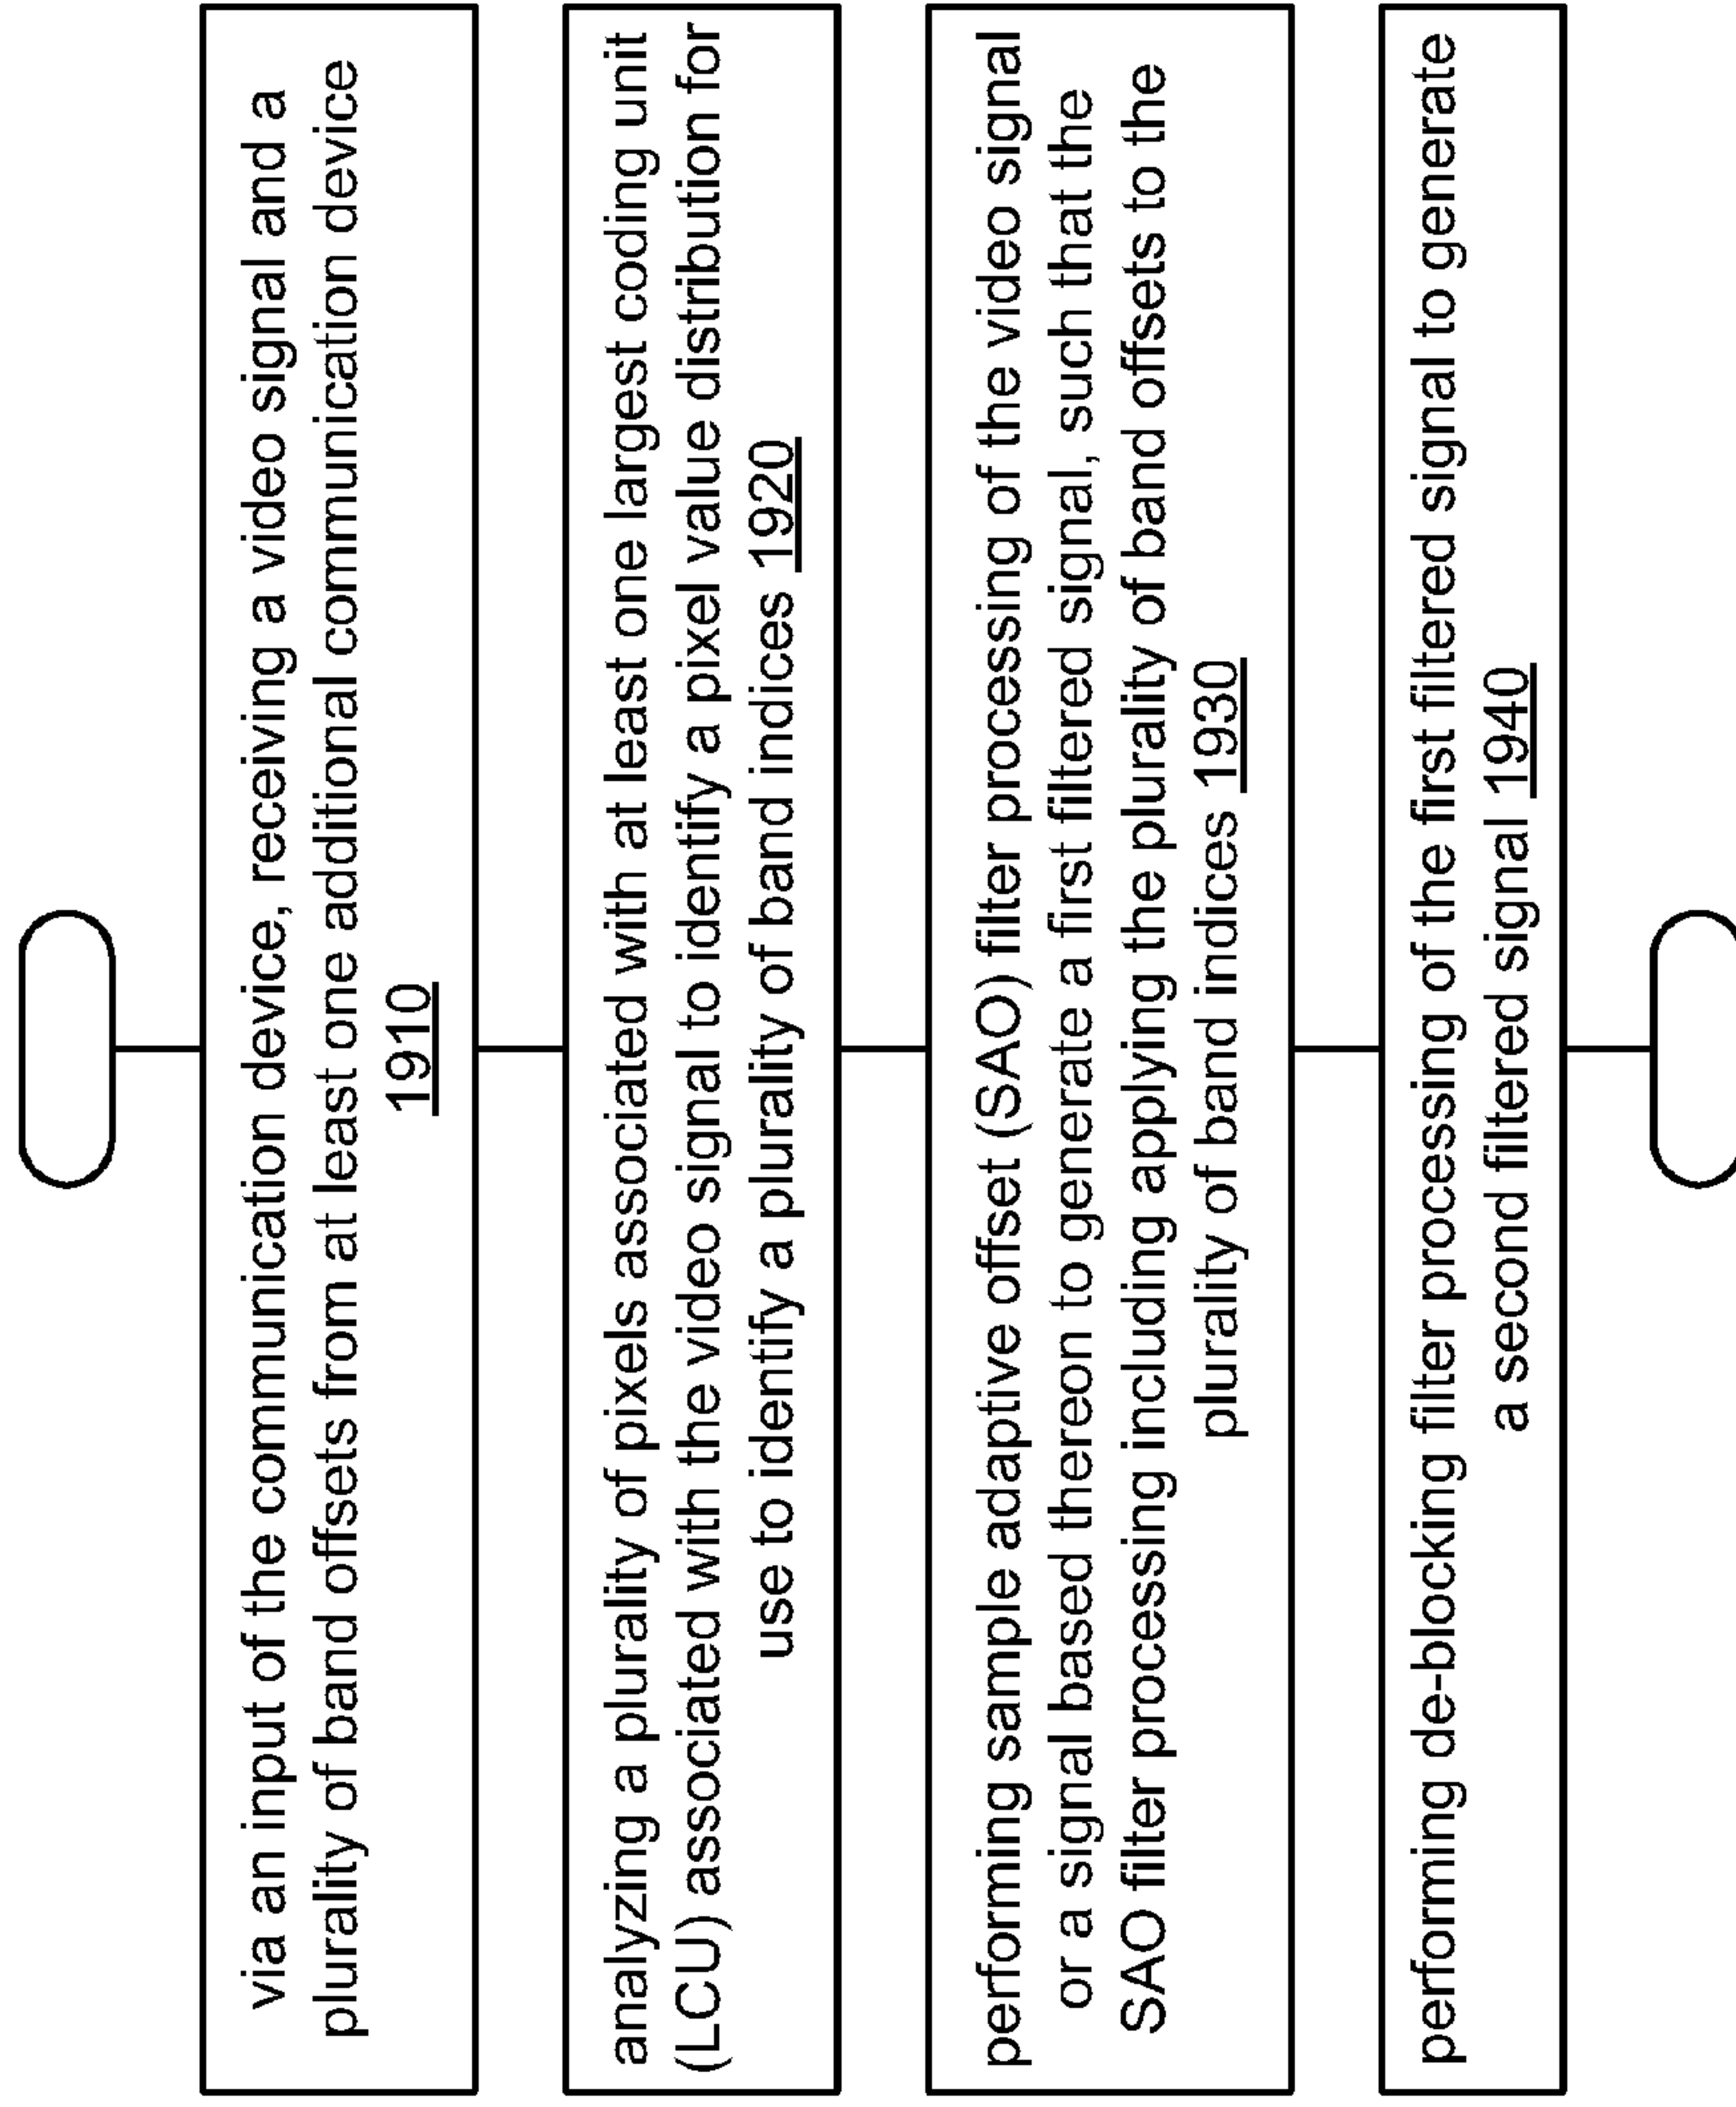 via an input of the communication device, receiving a video signal and a
plurality of band offsets from at least one additional communication device
1910
analyzing a plurality of pixels associated with at least one largest coding unit
(LCU) associated with the video signal to identify a pixel value distribution for
use to identify a plurality of band indices 1920
performing sample adaptive offset (SAO) filter processing of the video signal
or a signal based thereon to generate a first filtered signal, such that the
SAO filter processing including applying the plurality of band offsets to the
plurality of band indices 1930
performing de-blocking filter processing of the first filtered signal to generate
a second filtered signal 1940